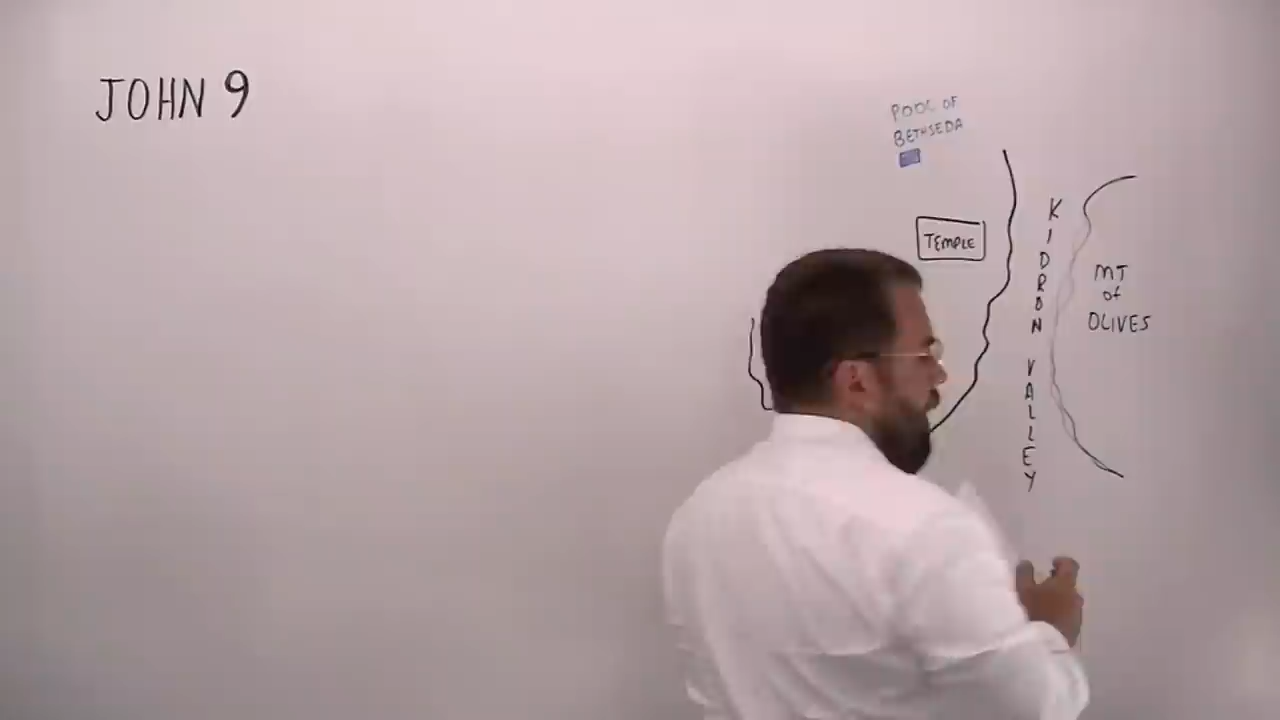 JOHN 9
POOL OF
BETHSEDA
TEMPLE
KIDRON VALLEY
MT
of
OLIVES